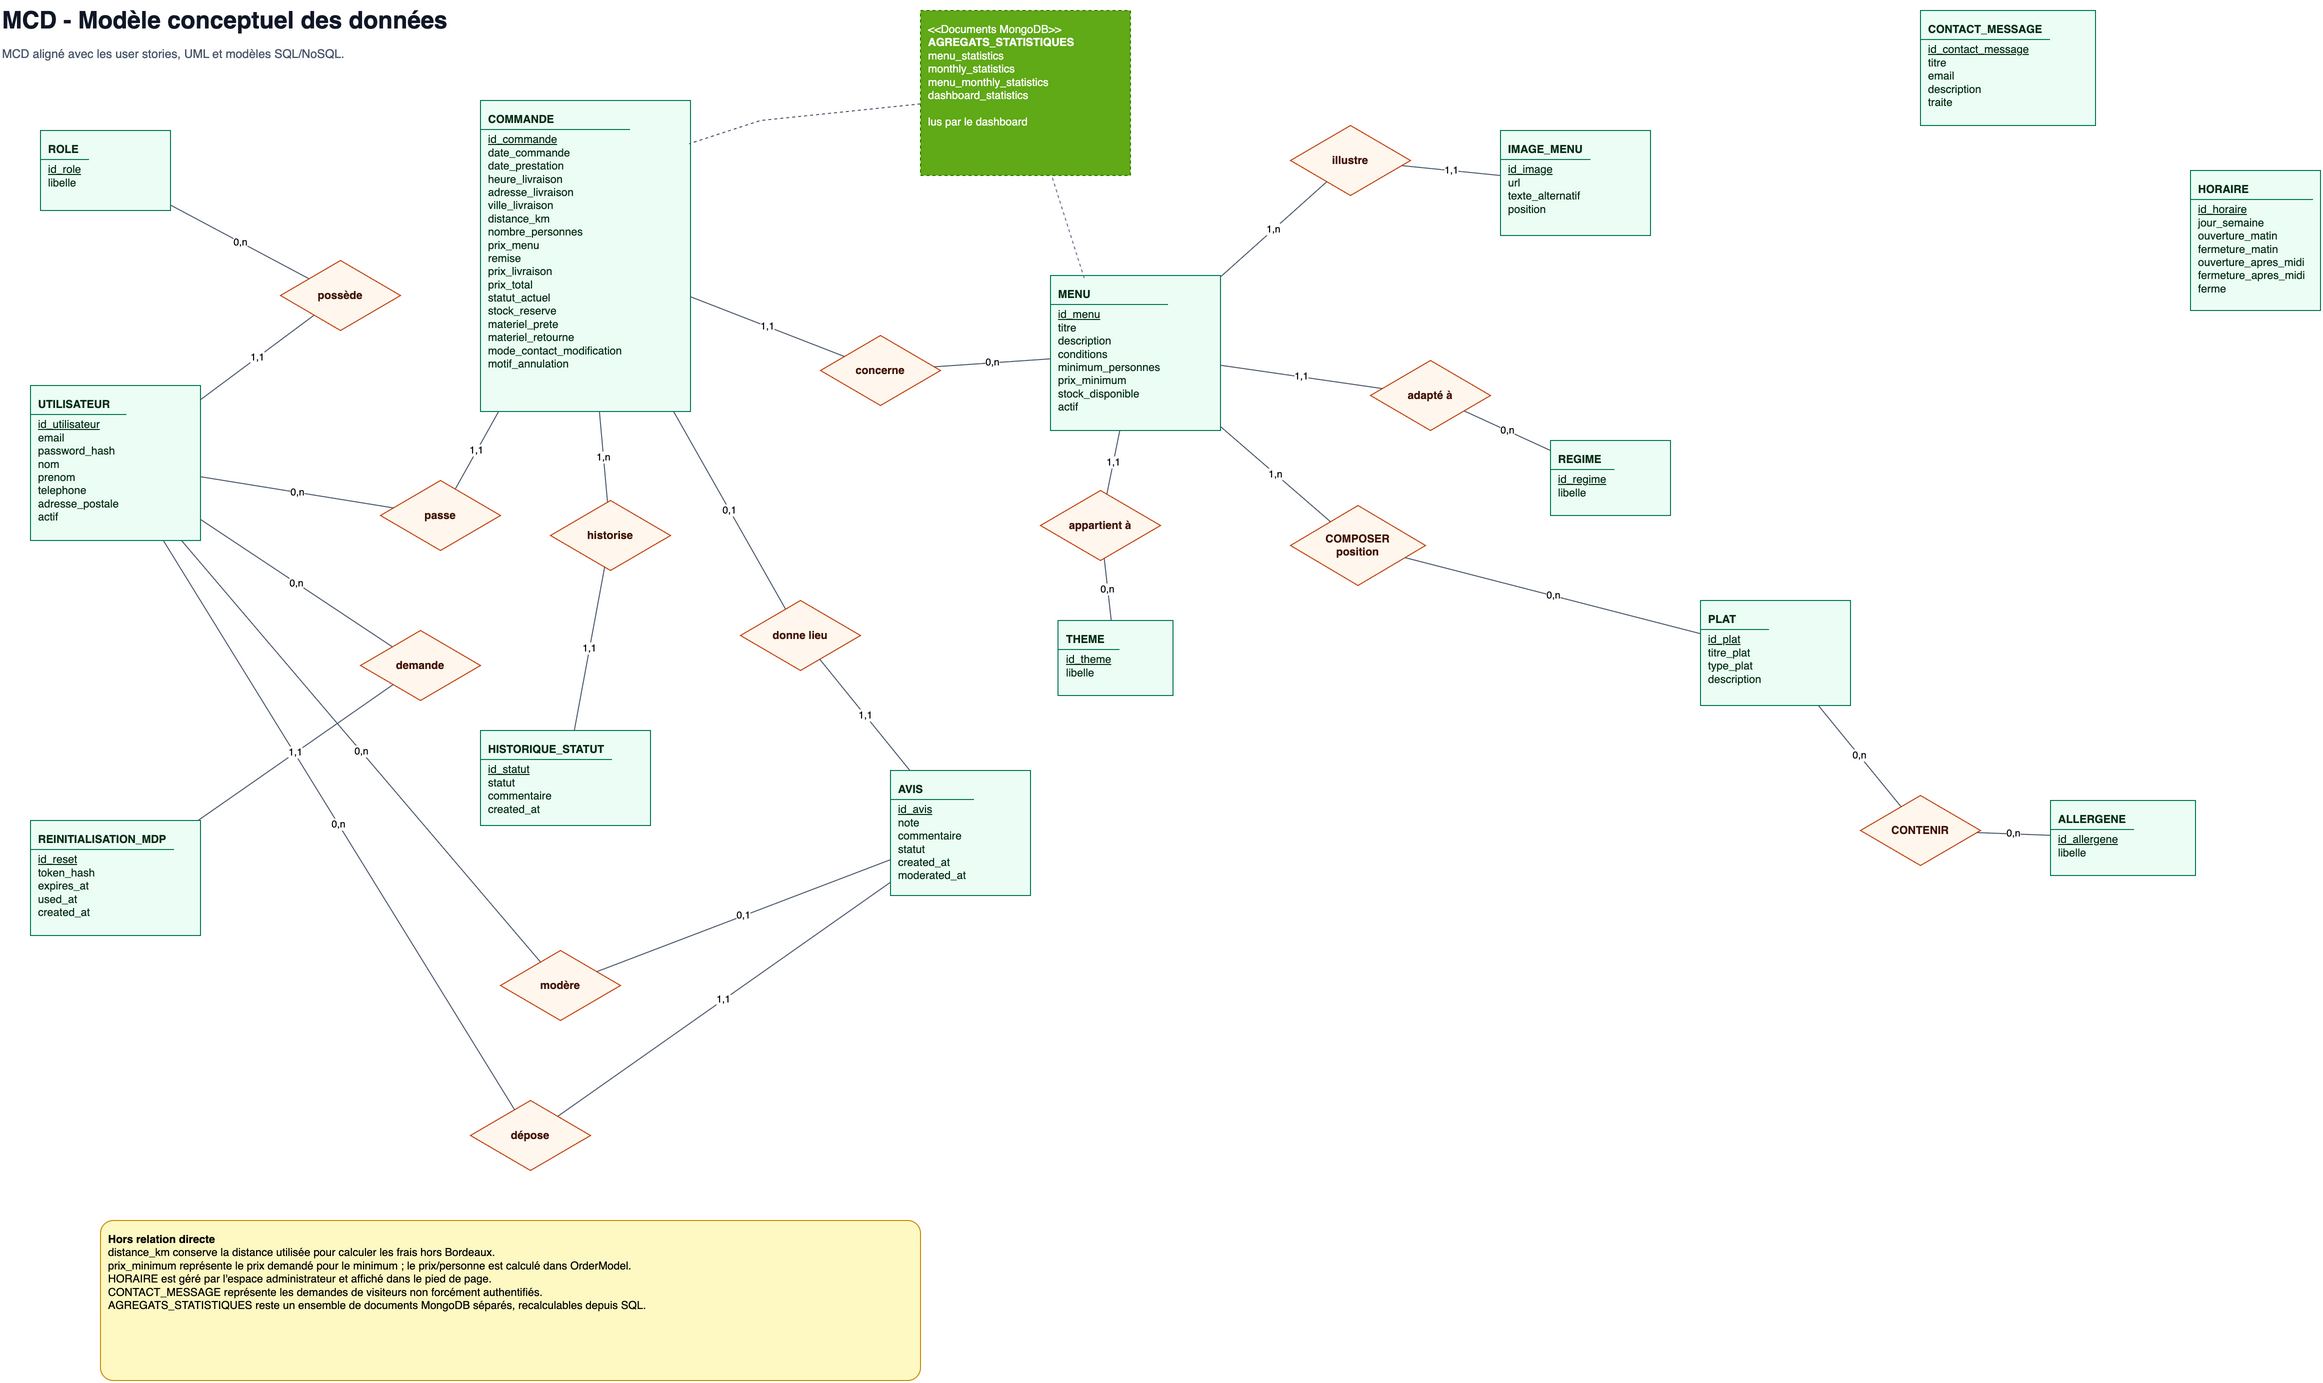 MCD - Modèle conceptuel des données
MCD aligné avec les user stories, UML et modèles SQL/NoSQL.
<<Documents MongoDB>>
AGREGATS_STATISTIQUES
menu_statistics
monthly_statistics
menu_monthly_statistics
dashboard_statistics
lus par le dashboard
CONTACT_MESSAGE
id_contact_message
titre
email
description
traite
ROLE
id_role
libelle
COMMANDE
id_commande
date_commande
date_prestation
heure_livraison
adresse_livraison
ville_livraison
distance_km
nombre_personnes
prix_menu
remise
prix_livraison
prix_total
statut_actuel
stock_reserve
materiel_prete
materiel_retourne
mode_contact_modification
motif_annulation
illustre
1,1
1,n
IMAGE_MENU
id_image
url
texte_alternatif
position
HORAIRE
id_horaire
jour_semaine
ouverture_matin
fermeture_matin
ouverture_apres_midi
fermeture_apres_midi
ferme
0,n
possède
1,1
MENU
id_menu
titre
description
conditions
minimum_personnes
prix_minimum
stock_disponible
actif
1,1
concerne
0,n
1,1
adapté à
0,n
REGIME
id_regime
libelle
UTILISATEUR
id_utilisateur
email
password_hash
nom
prenom
telephone
adresse_postale
actif
1,1
0,n
passe
1,n
historise
1,1
0,1
donne lieu
1,1
1,1
appartient à
0,n
THEME
id_theme
libelle
1,n
COMPOSER
position
0,n
PLAT
id_plat
titre_plat
type_plat
description
0,n
demande
1,1
0,n
0,n
HISTORIQUE_STATUT
id_statut
statut
commentaire
created_at
AVIS
id_avis
note
commentaire
statut
created_at
moderated_at
0,n
CONTENIR
0,n
ALLERGENE
id_allergene
libelle
REINITIALISATION_MDP
id_reset
token_hash
expires_at
used_at
created_at
0,1
modère
1,1
dépose
Hors relation directe
distance_km conserve la distance utilisée pour calculer les frais hors Bordeaux.
prix_minimum représente le prix demandé pour le minimum ; le prix/personne est calculé dans OrderModel.
HORAIRE est géré par l'espace administrateur et affiché dans le pied de page.
CONTACT_MESSAGE représente les demandes de visiteurs non forcément authentifiés.
AGREGATS_STATISTIQUES reste un ensemble de documents MongoDB séparés, recalculables depuis SQL.